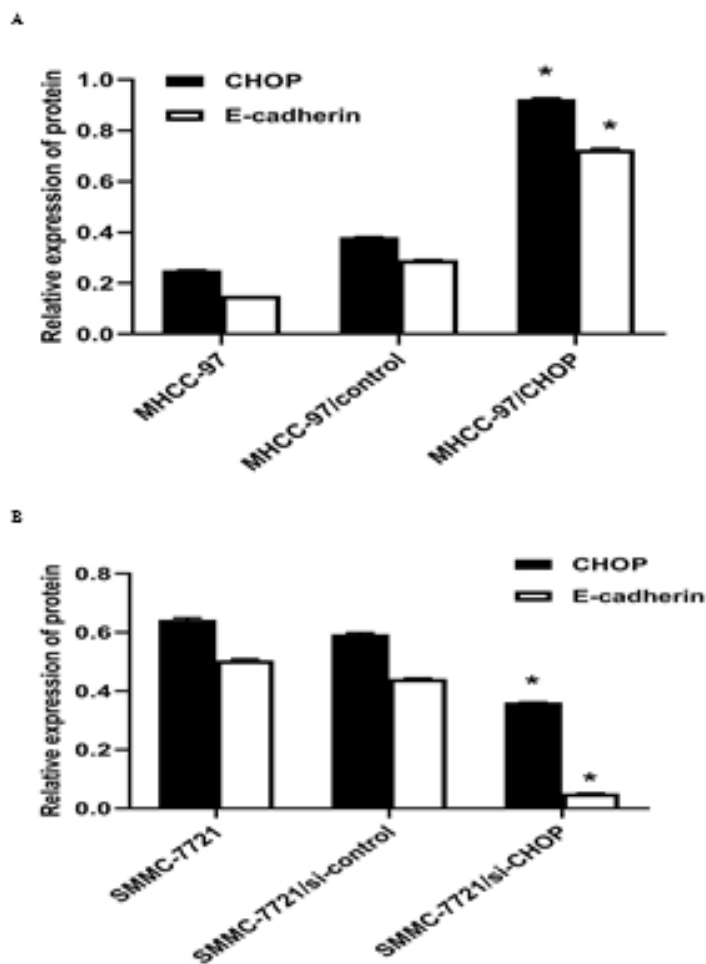 A
CHOP
E-cadherin
Relative expression of protein
1.0
0.8
0.6
0.4
0.2
0.0
*
*
MHCC-97
MHCC-97/control
MHCC-97/CHOP
B
CHOP
E-cadherin
Relative expression of protein
0.8
0.6
0.4
0.2
0.0
*
*
SMMC-7721
SMMC-7721/si-control
SMMC-7721/si-CHOP